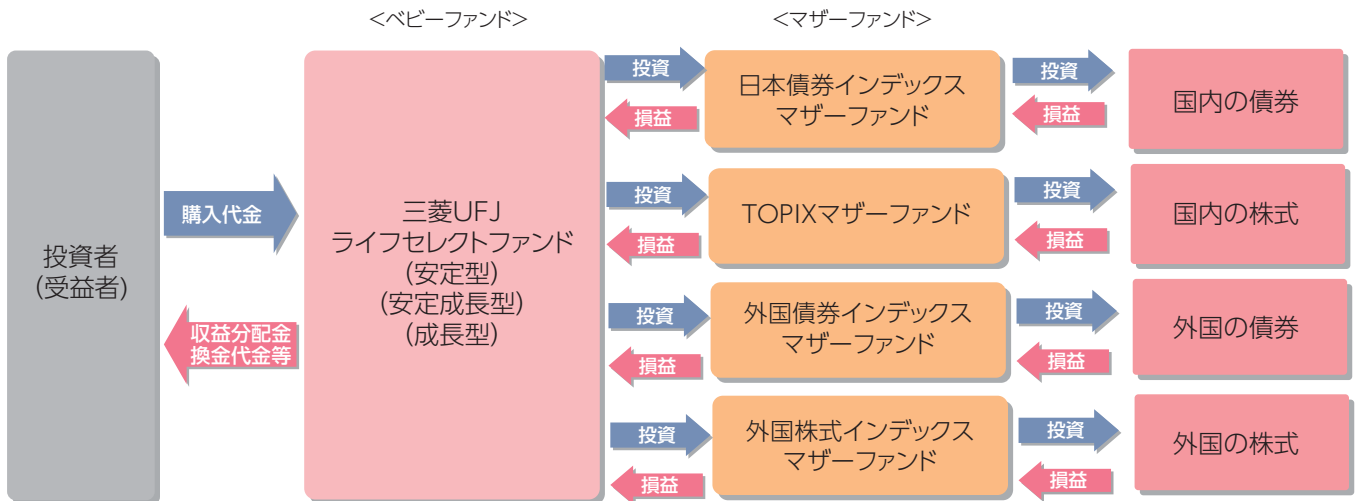 <ベビーファンド>
<マザーファンド>
投資者
(受益者)
購入代金
収益分配金
換金代金等
三菱UFJ
ライフセレクトファンド
(安定型)
(安定成長型)
(成長型)
投資
損益
日本債券インデックス
マザーファンド
投資
損益
国内の債券
投資
損益
TOPIXマザーファンド
投資
損益
国内の株式
投資
損益
外国債券インデックス
マザーファンド
投資
損益
外国の債券
投資
損益
外国株式インデックス
マザーファンド
投資
損益
外国の株式